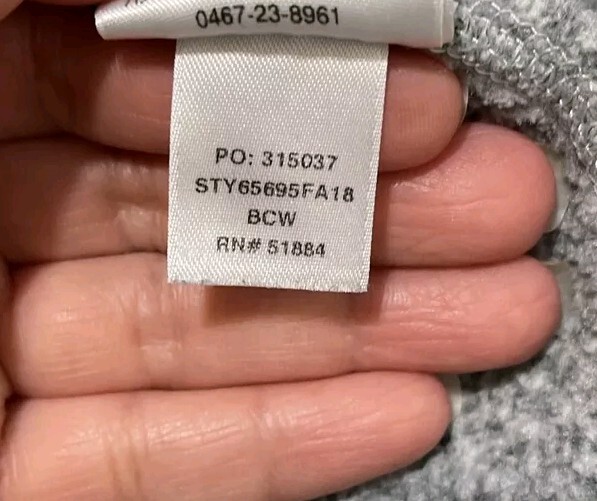 0467-23-8961
PO: 315037
STY65695FA18
BCW
RN# 51884